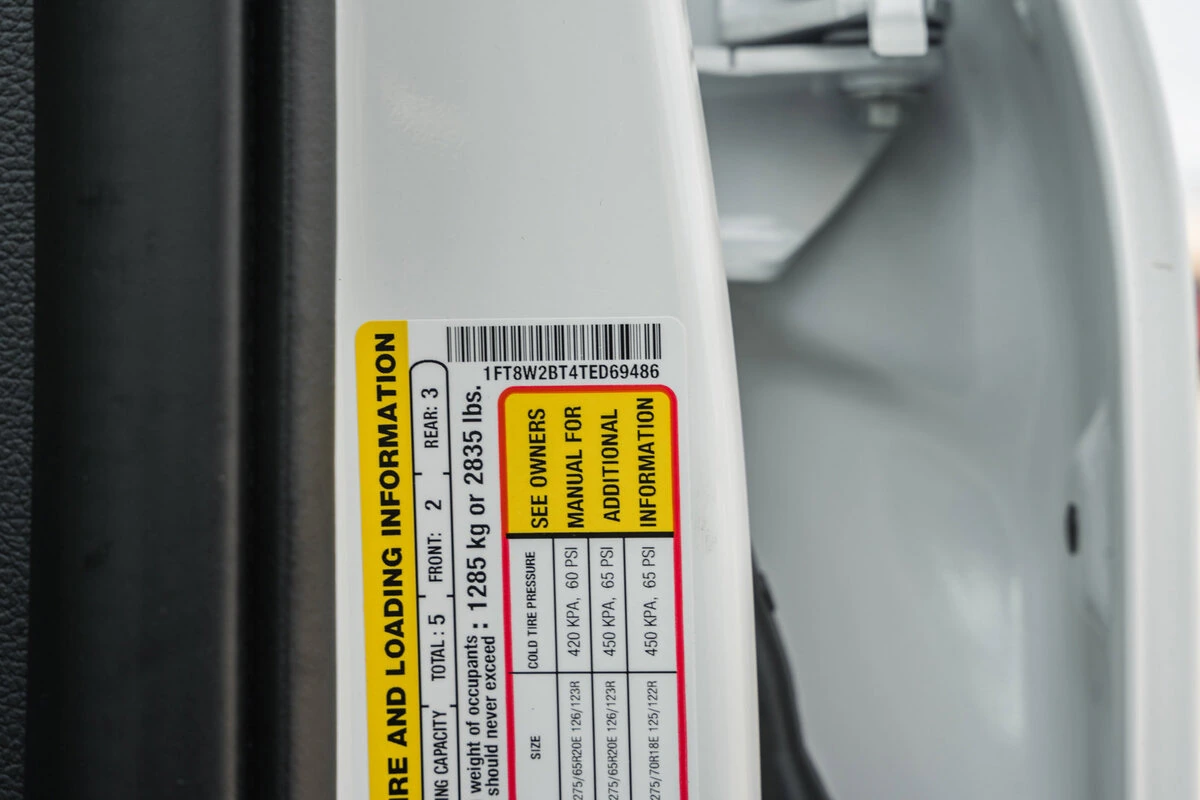 1FT8W2BT4TED69486
IRE AND LOADING INFORMATION
NG CAPACITY TOTAL : 5 FRONT: 2 REAR: 3
weight of occupants
should never exceed : 1285 kg or 2835 lbs.
SIZE COLD TIRE PRESSURE
275/65R20E 126/123R 420 KPA, 60 PSI
275/65R20E 126/123R 450 KPA, 65 PSI
275/70R18E 125/122R 450 KPA, 65 PSI
SEE OWNERS
MANUAL FOR
ADDITIONAL
INFORMATION